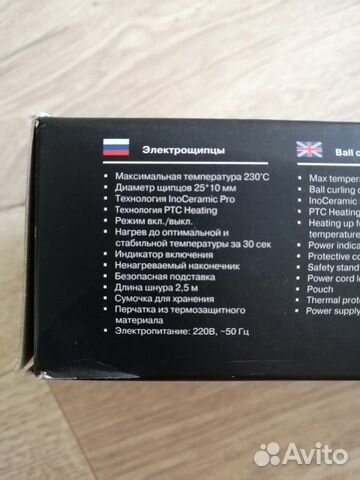 Электрощипцы
• Максимальная температура 230°C
• Диаметр щипцов 25*10 мм
• Технология InoCeramic Pro
• Технология PTC Heating
• Режим вкл./выкл.
• Нагрев до оптимальной и
стабильной температуры за 30 сек
• Индикатор включения
• Ненагреваемый наконечник
• Безопасная подставка
• Длина шнура 2,5 м
• Сумочка для хранения
• Перчатка из термозащитного
материала
• Электропитание: 220В, ~50 Гц
Ball c
• Max tempera
• Ball curling
• InoCeramic
• PTC Heating
• Heating up
temperature
• Power indica
• Protective co
• Safety stand
• Power cord
• Pouch
• Thermal prote
• Power supply
Avito